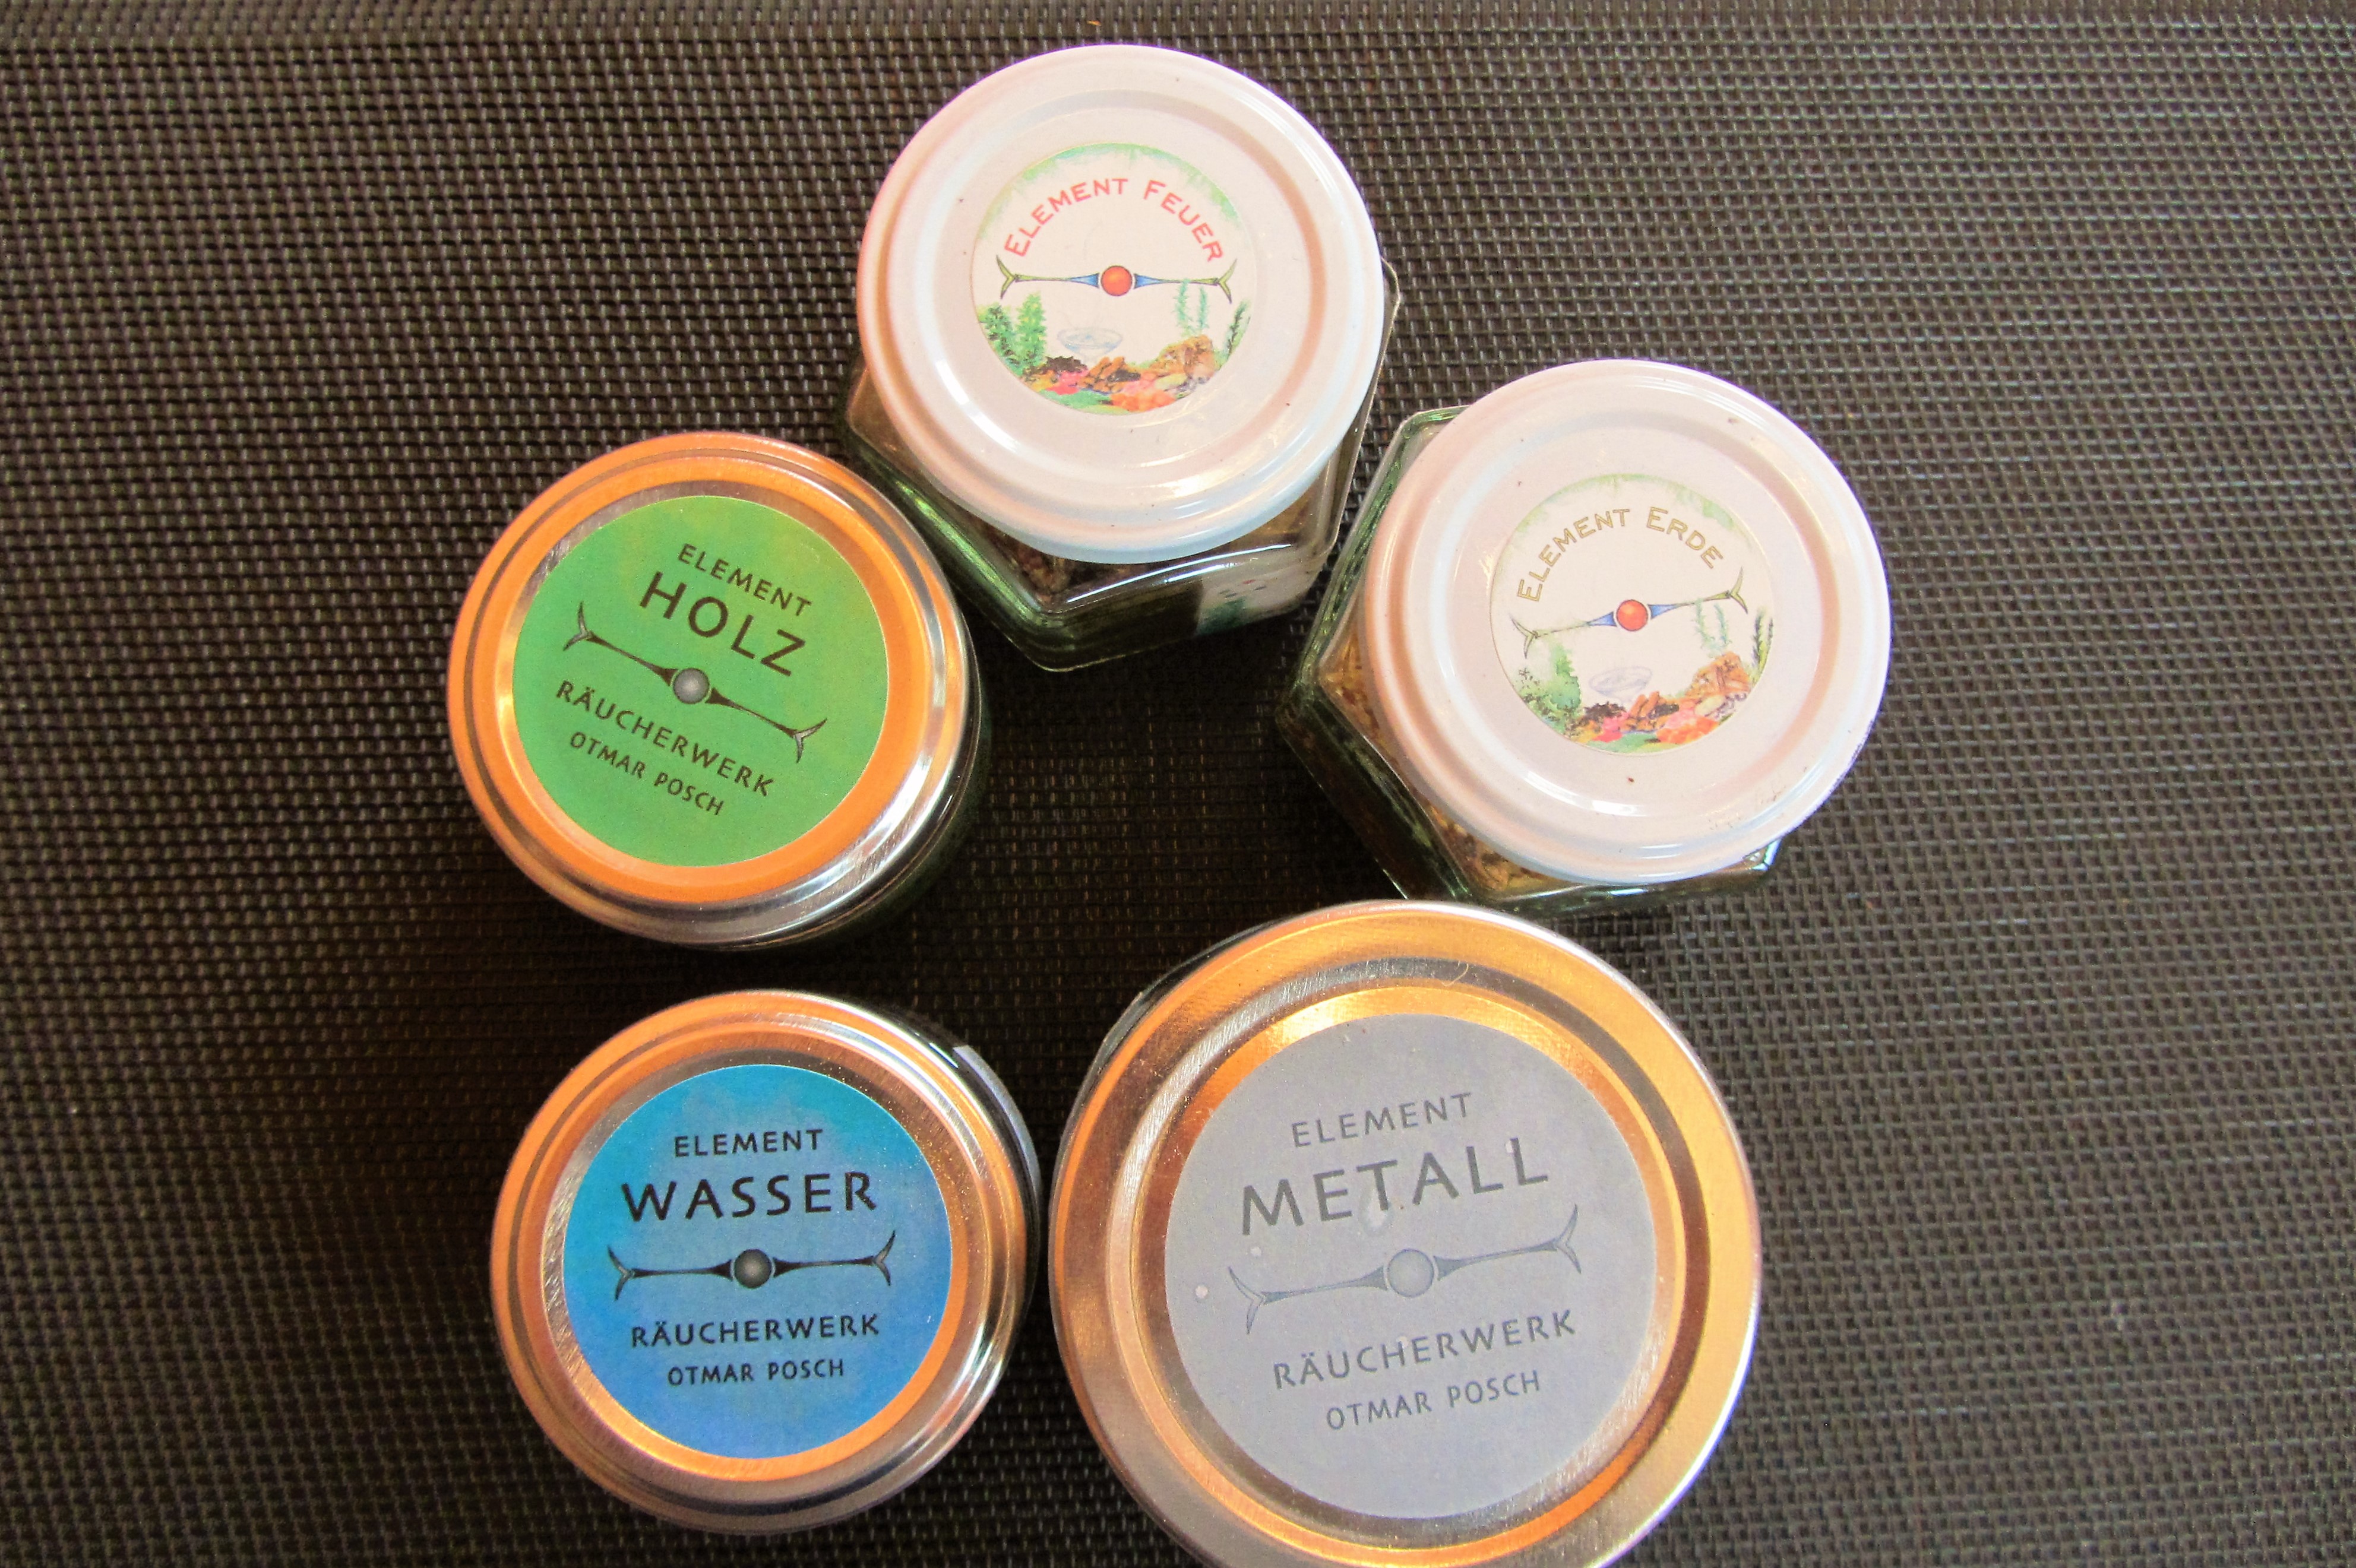 ELEMENT FEUER
ELEMENT ERDE
ELEMENT
HOLZ
RÄUCHERWERK
OTMAR POSCH
ELEMENT
WASSER
RÄUCHERWERK
OTMAR POSCH
ELEMENT
METALL
RÄUCHERWERK
OTMAR POSCH